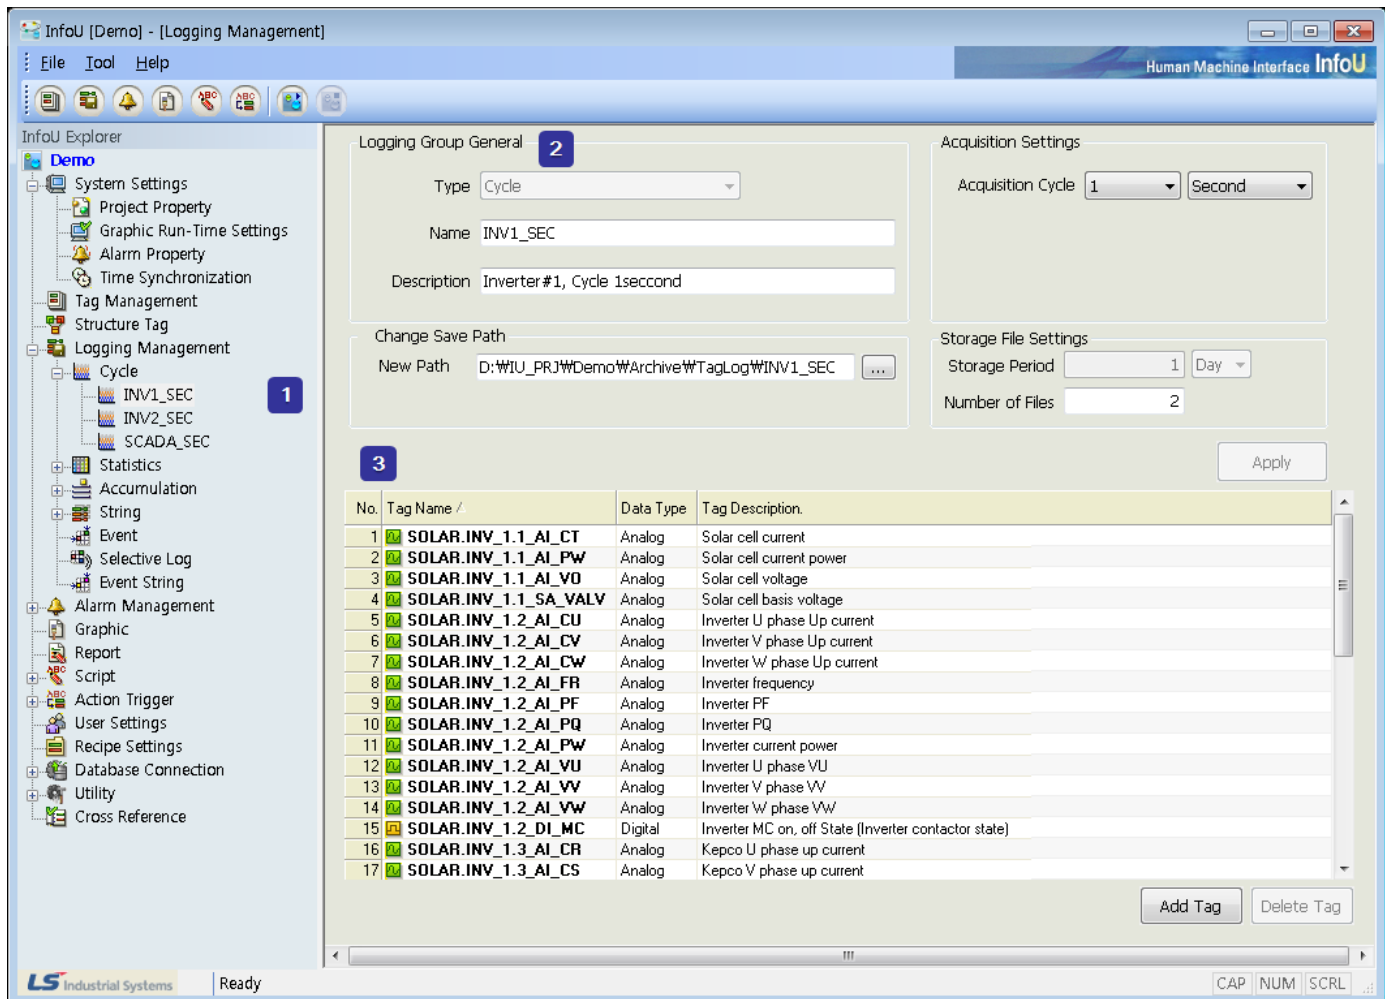 InfoU [Demo] - [Logging Management]
File Tool Help
Human Machine Interface InfoU
InfoU Explorer
Demo
System Settings
Project Property
Graphic Run-Time Settings
Alarm Property
Time Synchronization
Tag Management
Structure Tag
Logging Management
Cycle
INV1_SEC
INV2_SEC
SCADA_SEC
Statistics
Accumulation
String
Event
Selective Log
Event String
Alarm Management
Graphic
Report
Script
Action Trigger
User Settings
Recipe Settings
Database Connection
Utility
Cross Reference
1
Logging Group General 2
Type Cycle
Name INV1_SEC
Description Inverter#1, Cycle 1seccond
Acquisition Settings
Acquisition Cycle 1 Second
Change Save Path
New Path D:₩IU_PRJ₩Demo₩Archive₩TagLog₩INV1_SEC ...
Storage File Settings
Storage Period 1 Day
Number of Files 2
3
Apply
No. Tag Name Data Type Tag Description.
1 SOLAR.INV_1.1_AI_CT Analog Solar cell current
2 SOLAR.INV_1.1_AI_PW Analog Solar cell current power
3 SOLAR.INV_1.1_AI_VO Analog Solar cell voltage
4 SOLAR.INV_1.1_SA_VALV Analog Solar cell basis voltage
5 SOLAR.INV_1.2_AI_CU Analog Inverter U phase Up current
6 SOLAR.INV_1.2_AI_CV Analog Inverter V phase Up current
7 SOLAR.INV_1.2_AI_CW Analog Inverter W phase Up current
8 SOLAR.INV_1.2_AI_FR Analog Inverter frequency
9 SOLAR.INV_1.2_AI_PF Analog Inverter PF
10 SOLAR.INV_1.2_AI_PQ Analog Inverter PQ
11 SOLAR.INV_1.2_AI_PW Analog Inverter current power
12 SOLAR.INV_1.2_AI_VU Analog Inverter U phase VU
13 SOLAR.INV_1.2_AI_VV Analog Inverter V phase VV
14 SOLAR.INV_1.2_AI_VW Analog Inverter W phase VW
15 SOLAR.INV_1.2_DI_MC Digital Inverter MC on, off State (Inverter contactor state)
16 SOLAR.INV_1.3_AI_CR Analog Kepco U phase up current
17 SOLAR.INV_1.3_AI_CS Analog Kepco V phase up current
Add Tag Delete Tag
LS Industrial Systems Ready CAP NUM SCRL